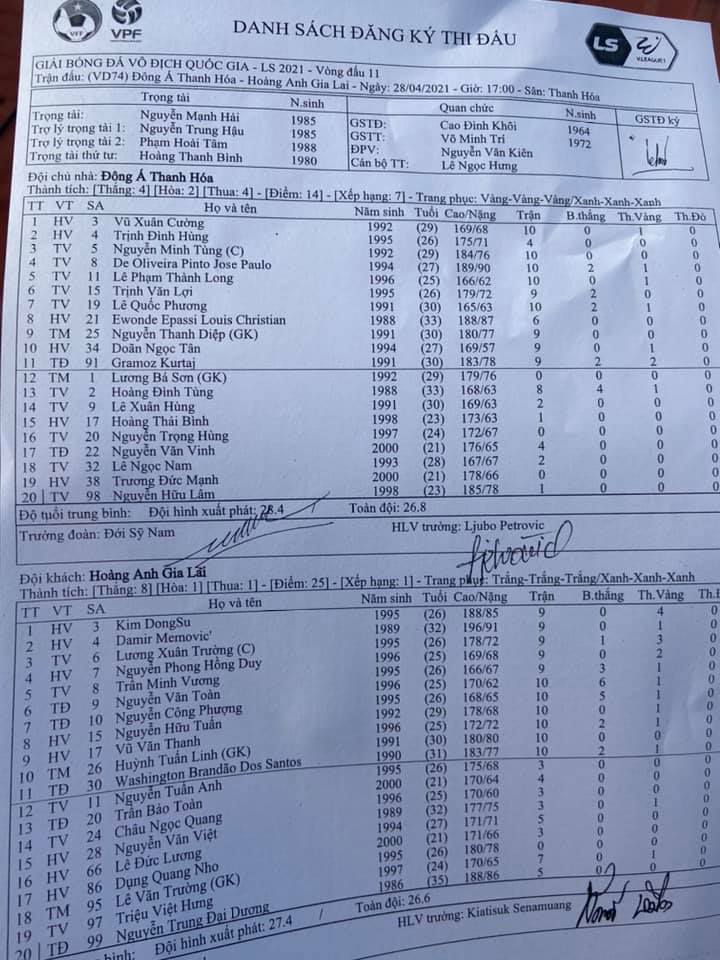 VFF
VPF
DANH SÁCH ĐĂNG KÝ THI ĐẤU
LS
V.LEAGUE 1
GIẢI BÓNG ĐÁ VÔ ĐỊCH QUỐC GIA - LS 2021 - Vòng đấu 11
Trận đấu: (VD74) Đông Á Thanh Hóa - Hoàng Anh Gia Lai - Ngày: 28/04/2021 - Giờ: 17:00 - Sân: Thanh Hóa
Trọng tài N.sinh Quan chức N.sinh GSTĐ ký
Trọng tài: Nguyễn Mạnh Hải 1985 GSTĐ: Cao Đình Khôi 1964
Trợ lý trọng tài 1: Nguyễn Trung Hậu 1985 GSTT: Võ Minh Trí 1972
Trợ lý trọng tài 2: Phạm Hoài Tâm 1988 ĐPV: Nguyễn Văn Kiên
Trọng tài thứ tư: Hoàng Thanh Bình 1980 Cán bộ TT: Lê Ngọc Hưng
Đội chủ nhà: Đông Á Thanh Hóa
Thành tích: [Thắng: 4] [Hòa: 2] [Thua: 4] - [Điểm: 14] - [Xếp hạng: 7] - Trang phục: Vàng-Vàng-Vàng/Xanh-Xanh-Xanh
TT VT SA Họ và tên Năm sinh Tuổi Cao/Nặng Trận B.thắng Th.Vàng Th.Đỏ
1 HV 3 Vũ Xuân Cường 1992 (29) 169/68 10 0 1 0
2 HV 4 Trịnh Đình Hùng 1995 (26) 175/71 4 0 0 0
3 TV 5 Nguyễn Minh Tùng (C) 1992 (29) 184/76 10 0 0 0
4 TV 8 De Oliveira Pinto Jose Paulo 1994 (27) 189/90 10 2 1 0
5 TV 11 Lê Phạm Thành Long 1996 (25) 166/62 10 0 1 0
6 TV 15 Trịnh Văn Lợi 1995 (26) 179/72 9 2 0 0
7 TV 19 Lê Quốc Phương 1991 (30) 165/63 10 2 1 0
8 HV 21 Ewonde Epassi Louis Christian 1988 (33) 188/87 6 0 0 0
9 TM 25 Nguyễn Thanh Diệp (GK) 1991 (30) 180/77 9 0 0 0
10 HV 34 Doãn Ngọc Tân 1994 (27) 169/57 9 0 1 0
11 TĐ 91 Gramoz Kurtaj 1991 (30) 183/78 9 2 2 0
12 TM 1 Lương Bá Sơn (GK) 1992 (29) 179/76 0 0 0 0
13 TV 2 Hoàng Đình Tùng 1988 (33) 168/63 8 4 1 0
14 TV 9 Lê Xuân Hùng 1991 (30) 169/63 2 0 0 0
15 HV 17 Hoàng Thái Bình 1998 (23) 173/63 1 0 0 0
16 TV 20 Nguyễn Trọng Hùng 1997 (24) 172/67 0 0 0 0
17 TĐ 22 Nguyễn Văn Vinh 2000 (21) 176/65 4 0 0 0
18 TV 32 Lê Ngọc Nam 1993 (28) 167/67 2 0 0 0
19 HV 38 Trương Đức Mạnh 2000 (21) 178/66 0 0 0
20 TV 98 Nguyễn Hữu Lâm 1998 (23) 185/78 1 0 0 0
Độ tuổi trung bình: Đội hình xuất phát: 28.4 Toàn đội: 26.8
Trưởng đoàn: Đới Sỹ Nam HLV trưởng: Ljubo Petrovic
Đội khách: Hoàng Anh Gia Lai
Thành tích: [Thắng: 8] [Hòa: 1] [Thua: 1] - [Điểm: 25] - [Xếp hạng: 1] - Trang phục: Trắng-Trắng-Trắng/Xanh-Xanh-Xanh
TT VT SA Họ và tên Năm sinh Tuổi Cao/Nặng Trận B.thắng Th.Vàng Th.Đ
1 HV 3 Kim DongSu 1995 (26) 188/85 9 0 4 0
2 HV 4 Damir Memovic' 1989 (32) 196/91 9 0 1 0
3 TV 6 Lương Xuân Trường (C) 1995 (26) 178/72 9 1 3 0
4 HV 7 Nguyễn Phong Hồng Duy 1996 (25) 169/68 9 0 2 0
5 TV 8 Trần Minh Vương 1995 (26) 166/67 9 3 1 0
6 TĐ 9 Nguyễn Văn Toàn 1996 (25) 170/62 10 6 1 0
7 TĐ 10 Nguyễn Công Phượng 1995 (26) 168/65 10 5 1 0
8 HV 15 Nguyễn Hữu Tuấn 1992 (29) 178/68 10 0 1 0
9 HV 17 Vũ Văn Thanh 1996 (25) 172/72 10 2 1 0
10 TM 26 Huỳnh Tuấn Linh (GK) 1991 (30) 180/80 10 0 0 0
11 TĐ 30 Washington Brandão Dos Santos 1990 (31) 183/77 10 2 1 0
12 TV 11 Nguyễn Tuấn Anh 1995 (26) 175/68 3 0 0 0
13 TĐ 20 Trần Bảo Toàn 2000 (21) 170/64 4 0 0 0
14 TV 24 Châu Ngọc Quang 1996 (25) 170/60 3 0 0 0
15 HV 28 Nguyễn Văn Việt 1989 (32) 177/75 3 0 1 0
16 HV 66 Lê Đức Lương 1994 (27) 171/71 5 0 0 0
17 HV 86 Dụng Quang Nho 2000 (21) 171/66 3 0 0 0
18 TM 95 Lê Văn Trường (GK) 1995 (26) 180/78 0 0 0 0
19 TV 97 Triệu Việt Hưng 1997 (24) 170/65 7 0 1 0
20 TĐ 99 Nguyễn Trung Đại Dương 1986 (35) 188/86 5 0 0
bình: Đội hình xuất phát: 27.4 Toàn đội: 26.6
HLV trưởng: Kiatisuk Senamuang